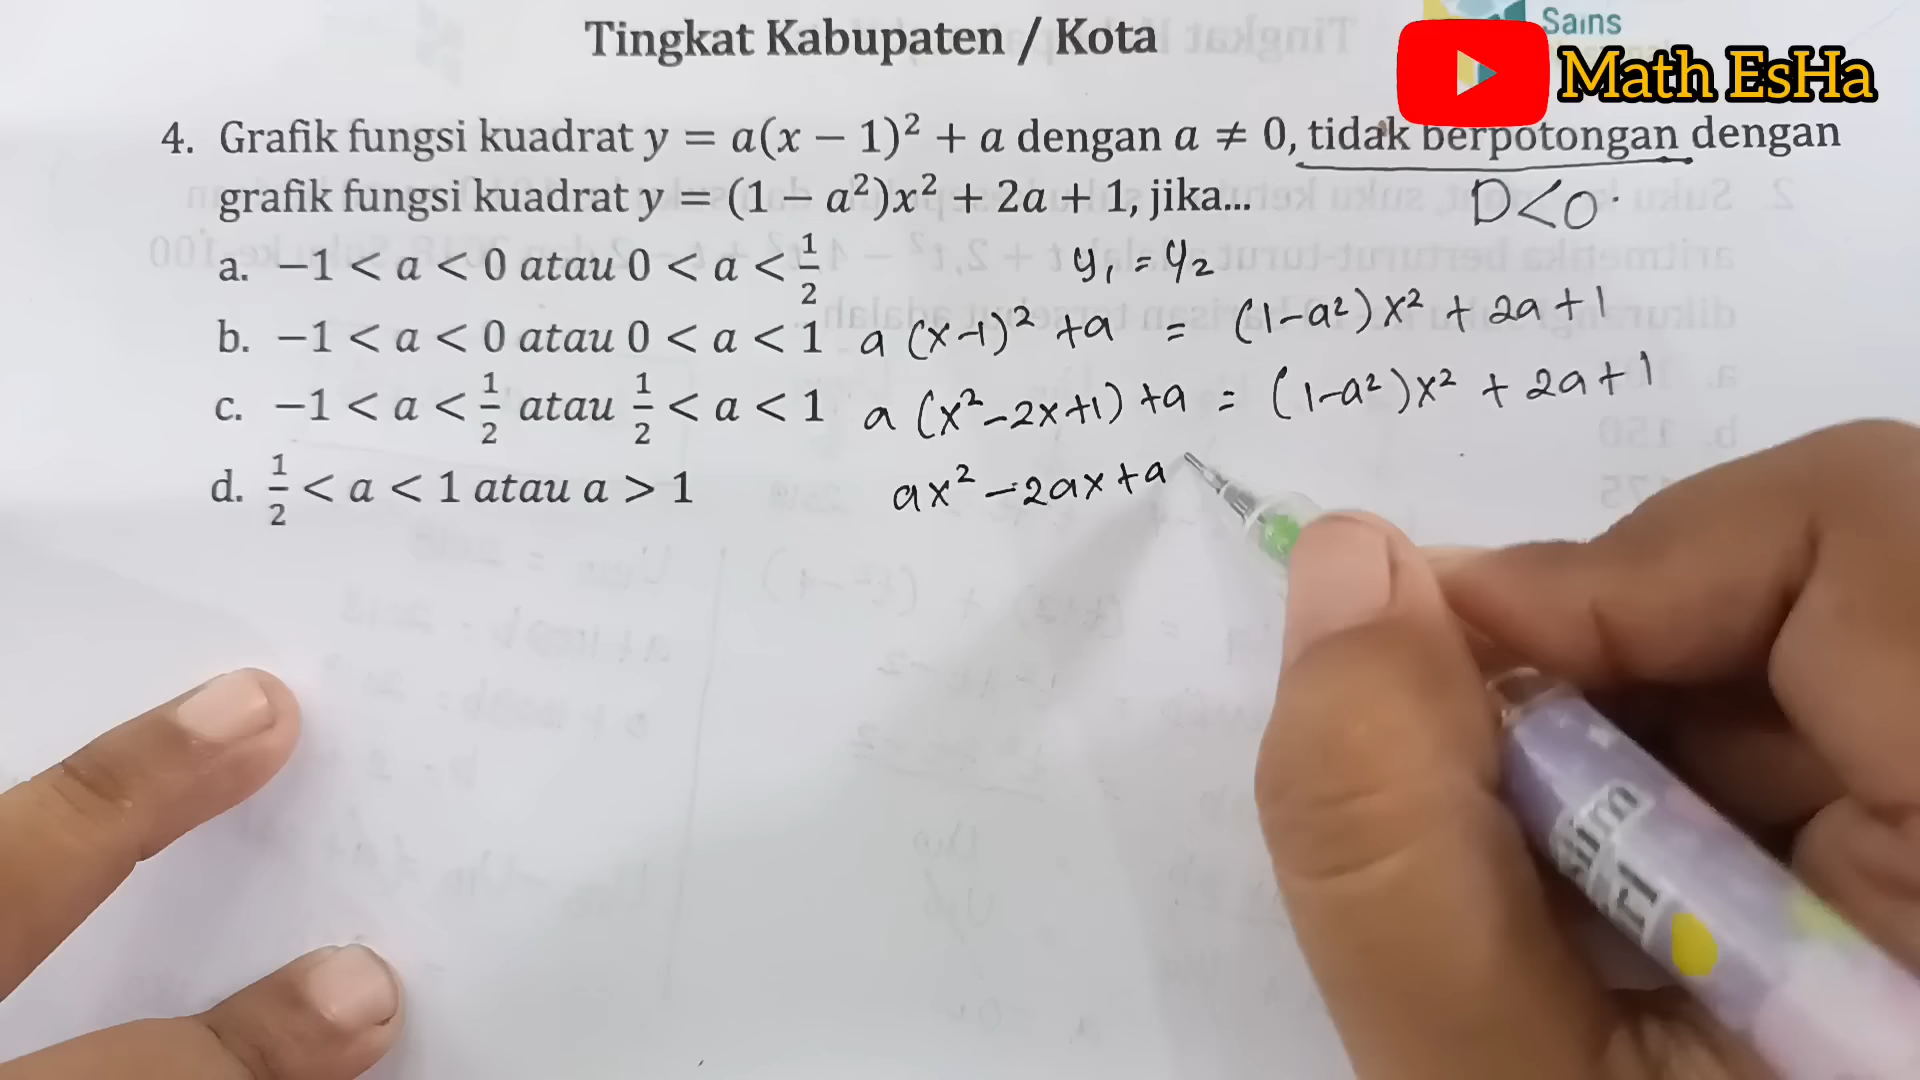 Tingkat Kabupaten / Kota
Sains
Math EsHa
4. Grafik fungsi kuadrat y = a(x − 1)² + a dengan a ≠ 0, tidak berpotongan dengan
grafik fungsi kuadrat y = (1 − a²)x² + 2a + 1, jika...
D<0
a. −1 < a < 0 atau 0 < a < 1/2
y₁ = y₂
b. −1 < a < 0 atau 0 < a < 1
a (x-1)² +a = (1-a²)x² + 2a+1
c. −1 < a < 1/2 atau 1/2 < a < 1
a (x²-2x+1) +a = (1-a²)x² + 2a+1
d. 1/2 < a < 1 atau a > 1
ax² -2ax+a
slim